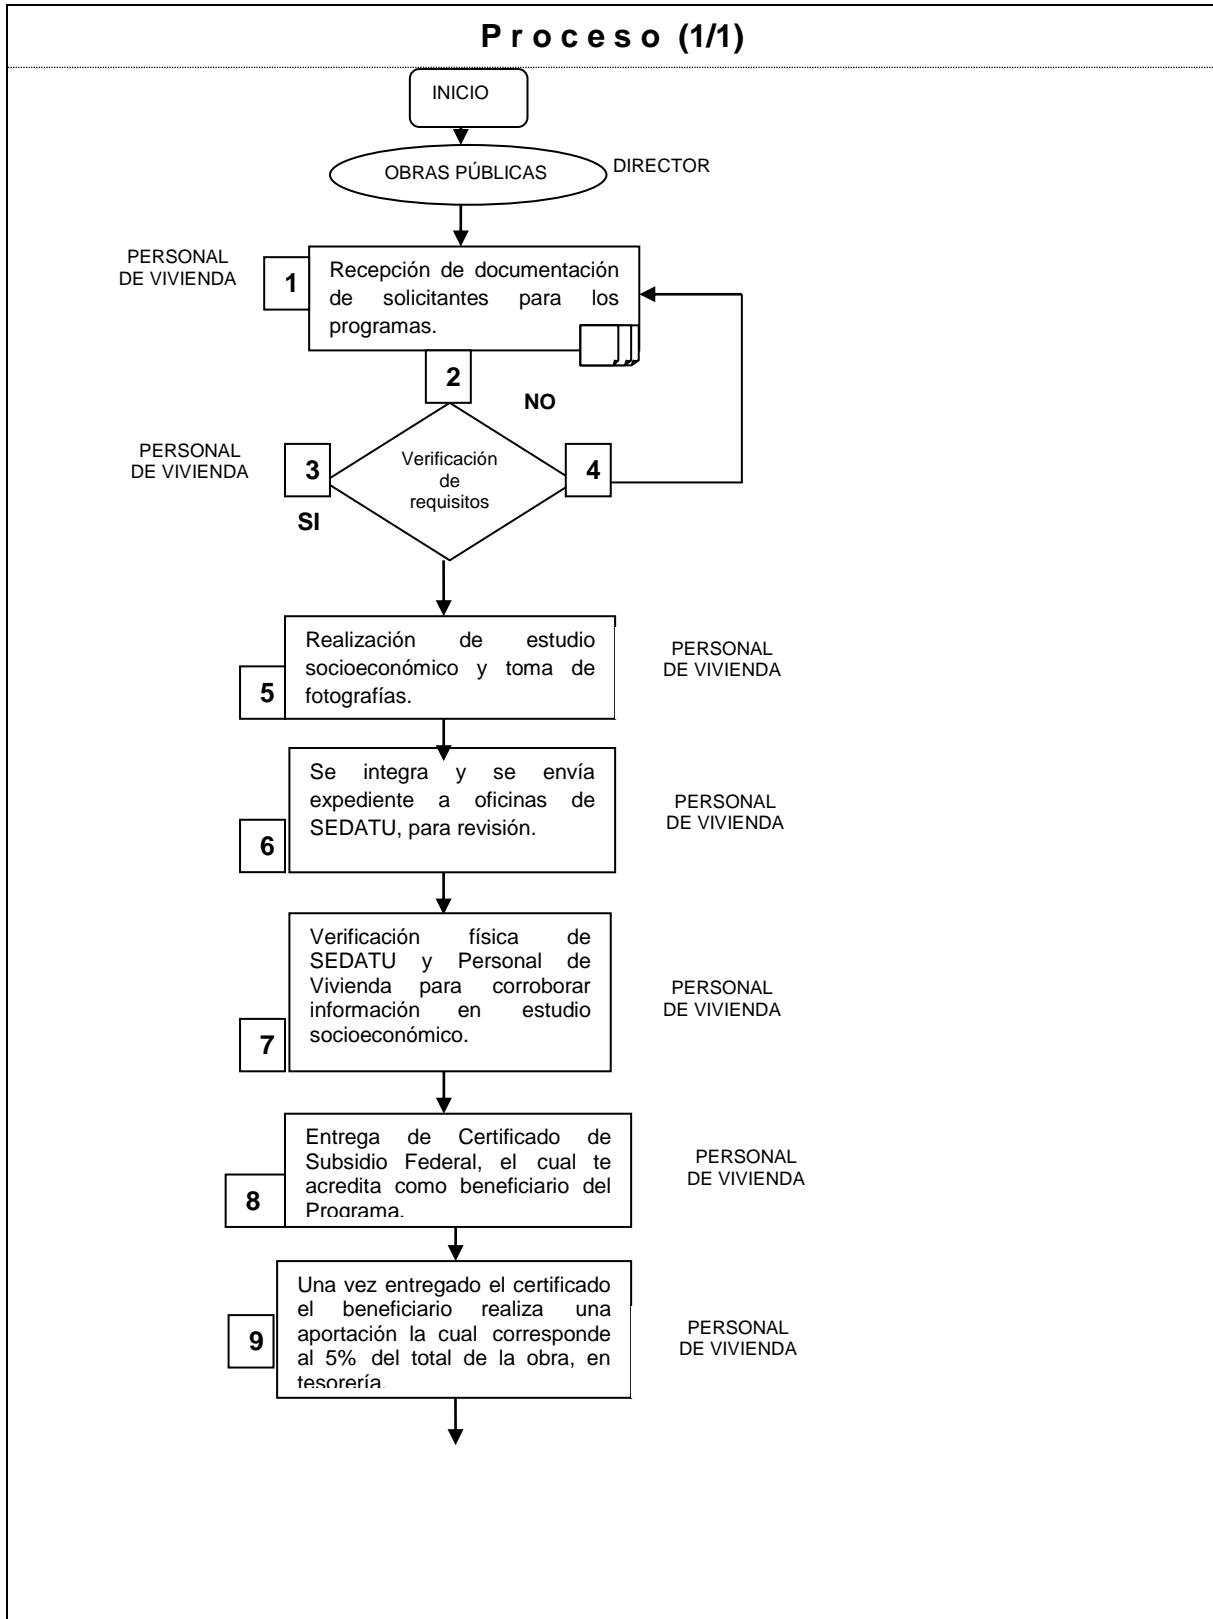 P r o c e s o (1/1)
INICIO
OBRAS PÚBLICAS
DIRECTOR
PERSONAL
DE VIVIENDA
1
Recepción de documentación
de solicitantes para los
programas.
2
NO
PERSONAL
DE VIVIENDA
3
Verificación
de
requisitos
4
SI
Realización de estudio
socioeconómico y toma de
fotografías.
5
PERSONAL
DE VIVIENDA
Se integra y se envía
expediente a oficinas de
SEDATU, para revisión.
6
PERSONAL
DE VIVIENDA
Verificación física de
SEDATU y Personal de
Vivienda para corroborar
información en estudio
socioeconómico.
7
PERSONAL
DE VIVIENDA
Entrega de Certificado de
Subsidio Federal, el cual te
acredita como beneficiario del
Programa.
8
PERSONAL
DE VIVIENDA
Una vez entregado el certificado
el beneficiario realiza una
aportación la cual corresponde
al 5% del total de la obra, en
tesorería.
9
PERSONAL
DE VIVIENDA